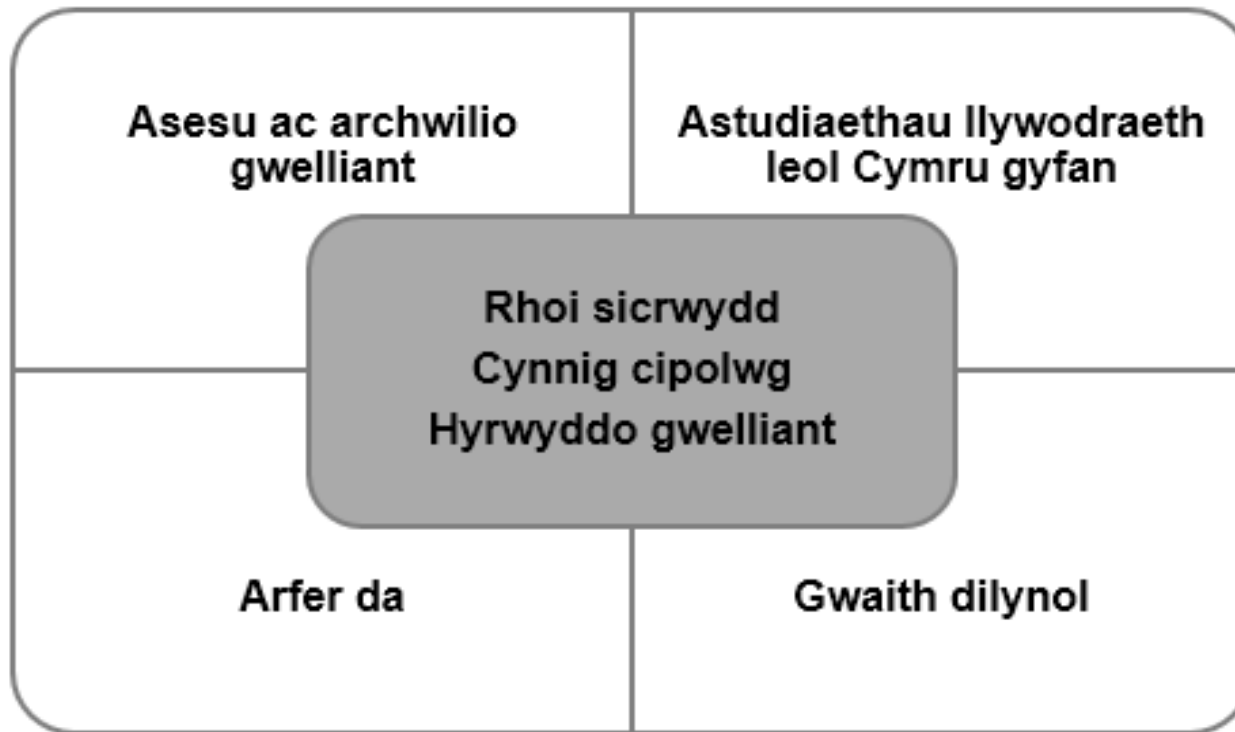 Asesu ac archwilio
gwelliant
Astudiaethau llywodraeth
leol Cymru gyfan
Rhoi sicrwydd
Cynnig cipolwg
Hyrwyddo gwelliant
Arfer da
Gwaith dilynol